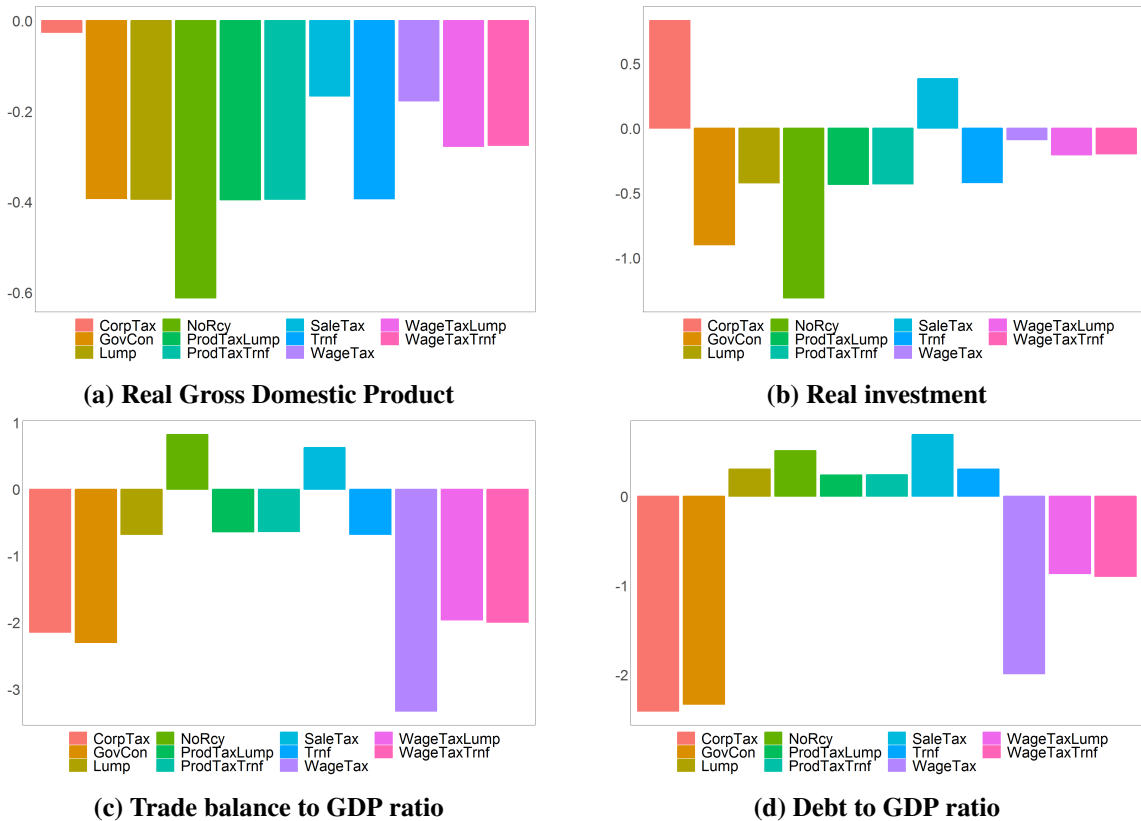 0.0
-0.2
-0.4
-0.6
CorpTax NoRcy SaleTax WageTaxLump
GovCon ProdTaxLump Trnf WageTaxTrnf
Lump ProdTaxTrnf WageTax
(a) Real Gross Domestic Product
0.5
0.0
-0.5
-1.0
CorpTax NoRcy SaleTax WageTaxLump
GovCon ProdTaxLump Trnf WageTaxTrnf
Lump ProdTaxTrnf WageTax
(b) Real investment
1
0
-1
-2
-3
CorpTax NoRcy SaleTax WageTaxLump
GovCon ProdTaxLump Trnf WageTaxTrnf
Lump ProdTaxTrnf WageTax
(c) Trade balance to GDP ratio
0
-1
-2
CorpTax NoRcy SaleTax WageTaxLump
GovCon ProdTaxLump Trnf WageTaxTrnf
Lump ProdTaxTrnf WageTax
(d) Debt to GDP ratio